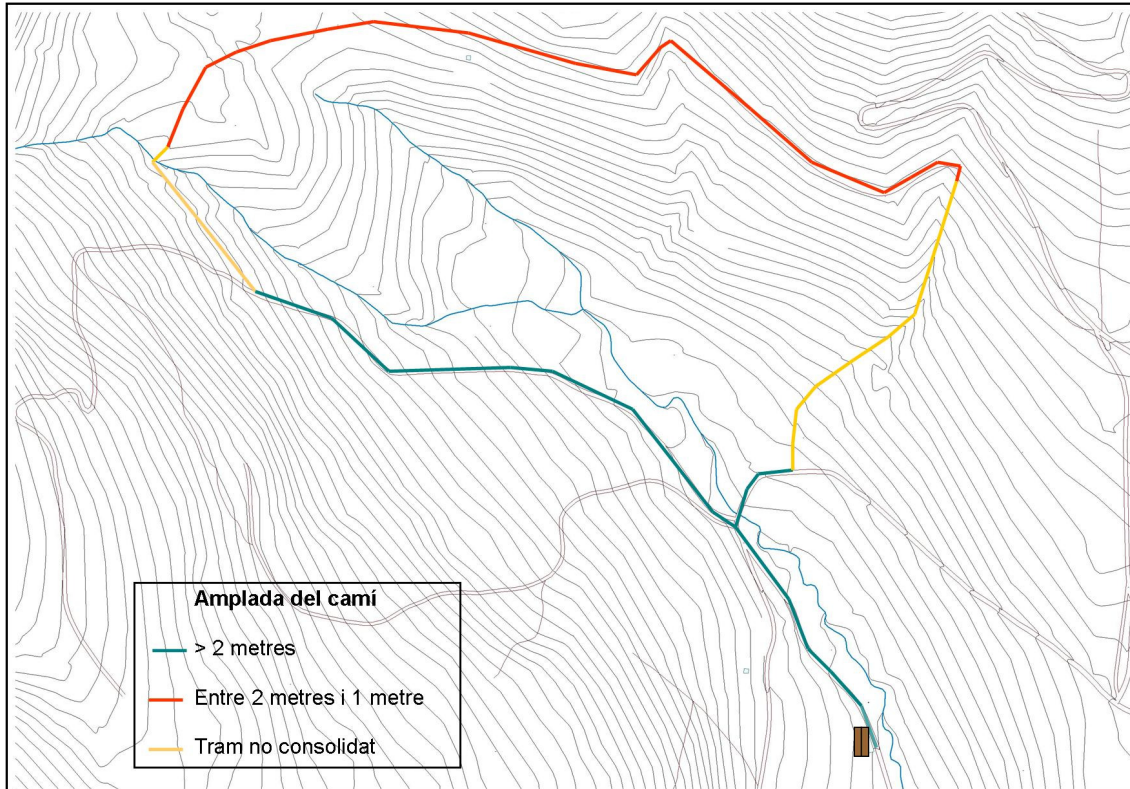 Amplada del camí
> 2 metres
Entre 2 metres i 1 metre
Tram no consolidat